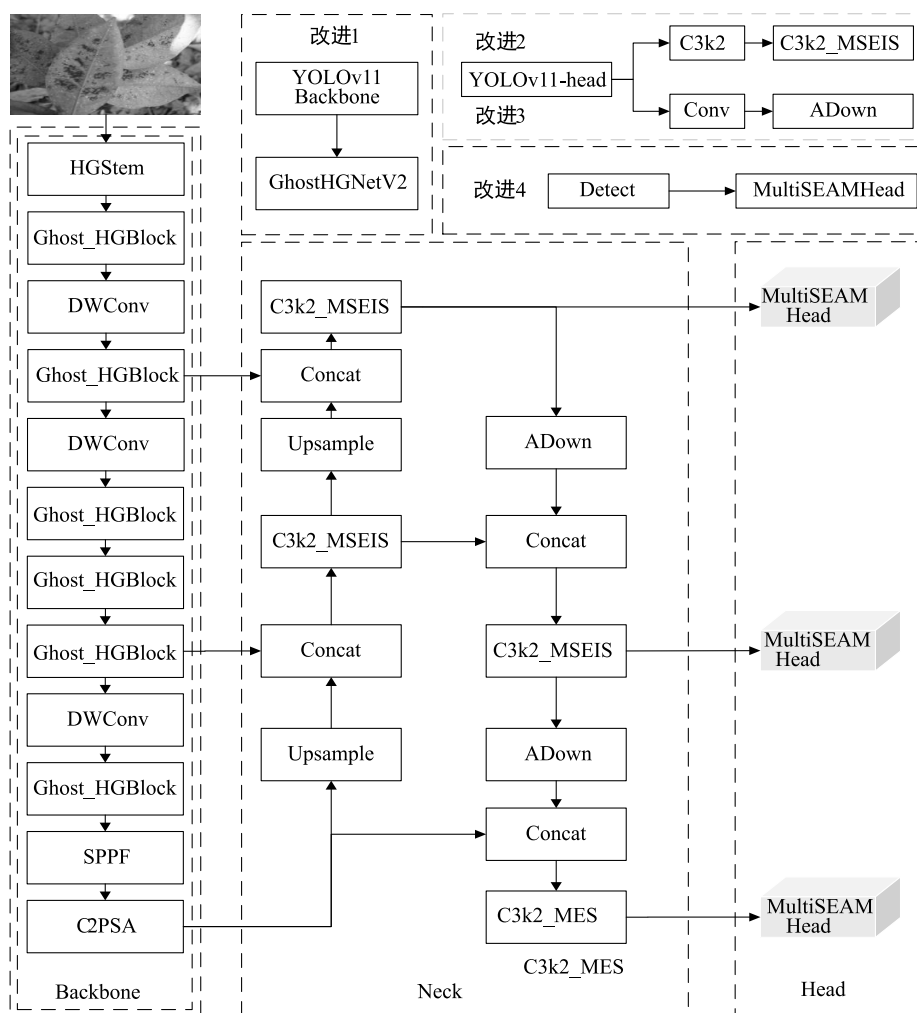 改进1
YOLOv11
Backbone
GhostHGNetV2
改进2
YOLOv11-head
改进3
C3k2
C3k2_MSEIS
Conv
ADown
改进4
Detect
MultiSEAMHead
HGStem
Ghost_HGBlock
DWConv
Ghost_HGBlock
DWConv
Ghost_HGBlock
Ghost_HGBlock
Ghost_HGBlock
DWConv
Ghost_HGBlock
SPPF
C2PSA
Backbone
C3k2_MSEIS
Concat
Upsample
C3k2_MSEIS
Concat
Upsample
ADown
Concat
C3k2_MSEIS
ADown
Concat
C3k2_MES
C3k2_MES
Neck
MultiSEAM
Head
MultiSEAM
Head
MultiSEAM
Head
Head